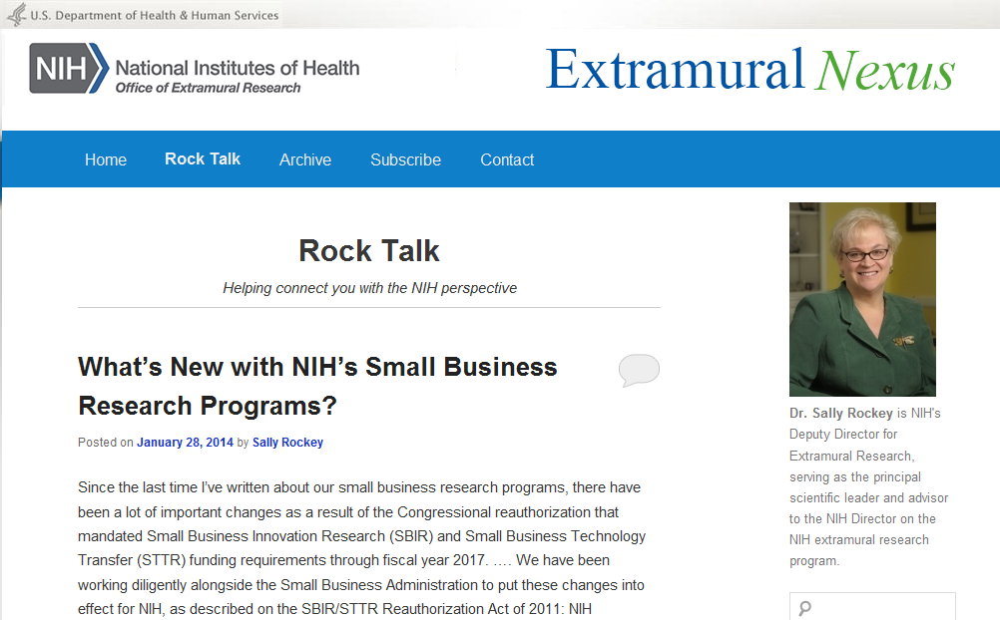 U.S. Department of Health & Human Services
NIH National Institutes of Health
Office of Extramural Research
Extramural Nexus
Home Rock Talk Archive Subscribe Contact
Rock Talk
Helping connect you with the NIH perspective
What’s New with NIH’s Small Business
Research Programs?
Posted on January 28, 2014 by Sally Rockey
Since the last time I’ve written about our small business research programs, there have
been a lot of important changes as a result of the Congressional reauthorization that
mandated Small Business Innovation Research (SBIR) and Small Business Technology
Transfer (STTR) funding requirements through fiscal year 2017. …. We have been
working diligently alongside the Small Business Administration to put these changes into
effect for NIH, as described on the SBIR/STTR Reauthorization Act of 2011: NIH
Dr. Sally Rockey is NIH's
Deputy Director for
Extramural Research,
serving as the principal
scientific leader and advisor
to the NIH Director on the
NIH extramural research
program.